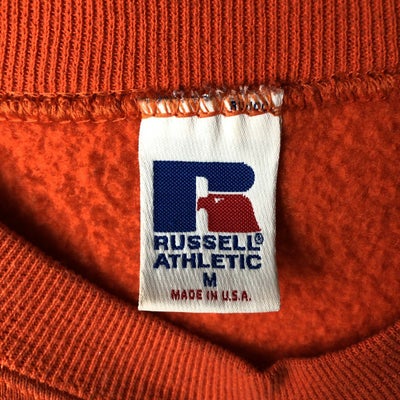 R
RUSSELL®
ATHLETIC
M
MADE IN U.S.A.